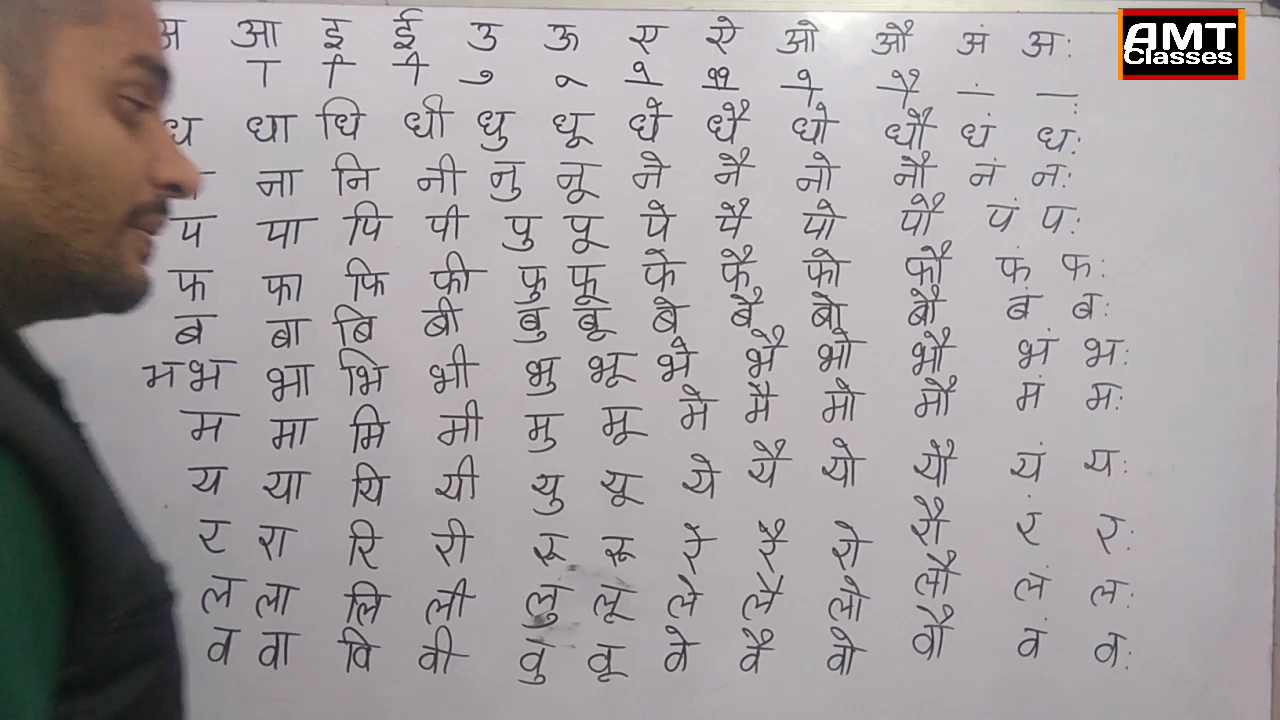 अ आ इ ई उ ऊ ए ऐ ओ औ अं अः
ा ि ी ु ू े ै ो ौ ं ः
ध धा धि धी धु धू धे धै धो धौ धं धः
ना नि नी नु नू ने नै नो नौ नं नः
प पा पि पी पु पू पे पै पो पौ पं पः
फ फा फि फी फु फू फे फै फो फौ फं फः
ब बा बि बी बु बू बे बै बो बौ बं बः
म भ भा भि भी भु भू भे भै भो भौ भं भः
म मा मि मी मु मू मे मै मो मौ मं मः
य या यि यी यु यू ये यै यो यौ यं यः
र रा रि री रू रू रे रै रो रौ रं रः
ल ला लि ली लु लू ले लै लो लौ लं लः
व वा वि वी वु वू वे वै वो वौ वं वः
AMT
Classes